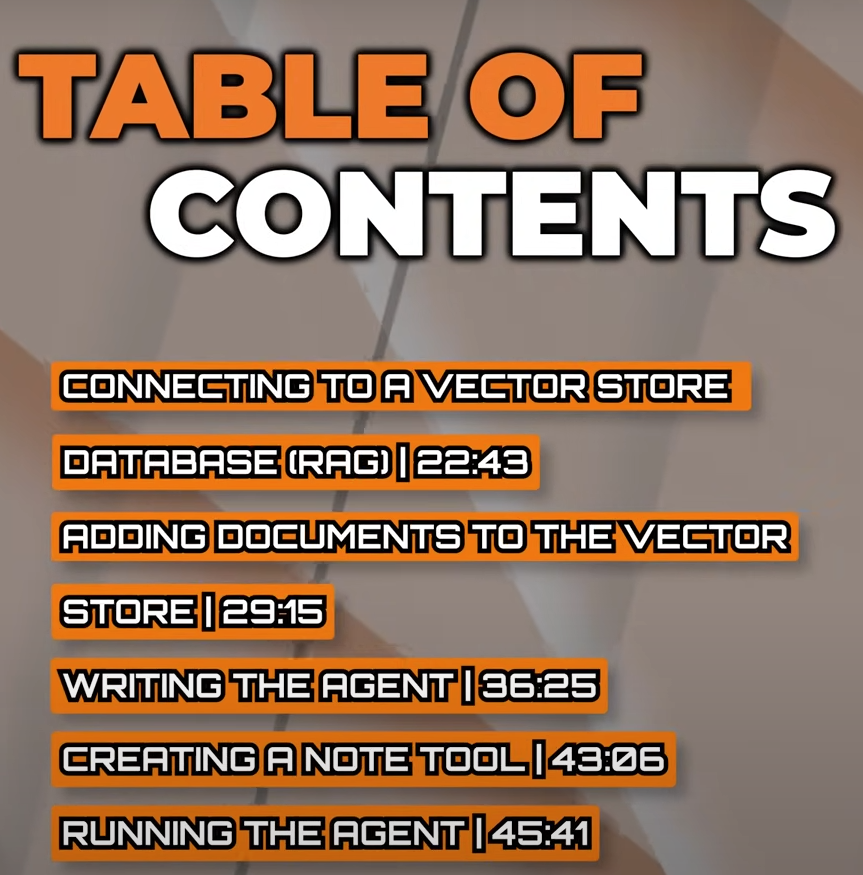 TABLE OF
CONTENTS
CONNECTING TO A VECTOR STORE
DATABASE (RAG) | 22:43
ADDING DOCUMENTS TO THE VECTOR
STORE | 29:15
WRITING THE AGENT | 36:25
CREATING A NOTE TOOL | 43:06
RUNNING THE AGENT | 45:41